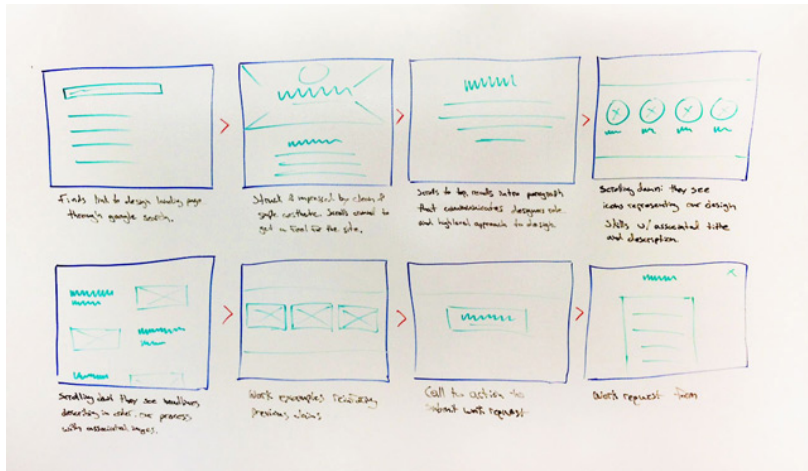 Finds link to design landing page
through google search.
Struck & impressed by clean &
simple aesthetic. Scrolls around to
get a feel for the site.
Scrolls to top, reads intro paragraph
that communicates designers role
and high level approach to design.
Scrolling down: they see
icons representing our design
skills w/ associated title
and description.
Scrolling down they see headlines
describing in order, our process
with associated images.
Work examples reinforcing
previous claims
Call to action to
submit work request
Work request form